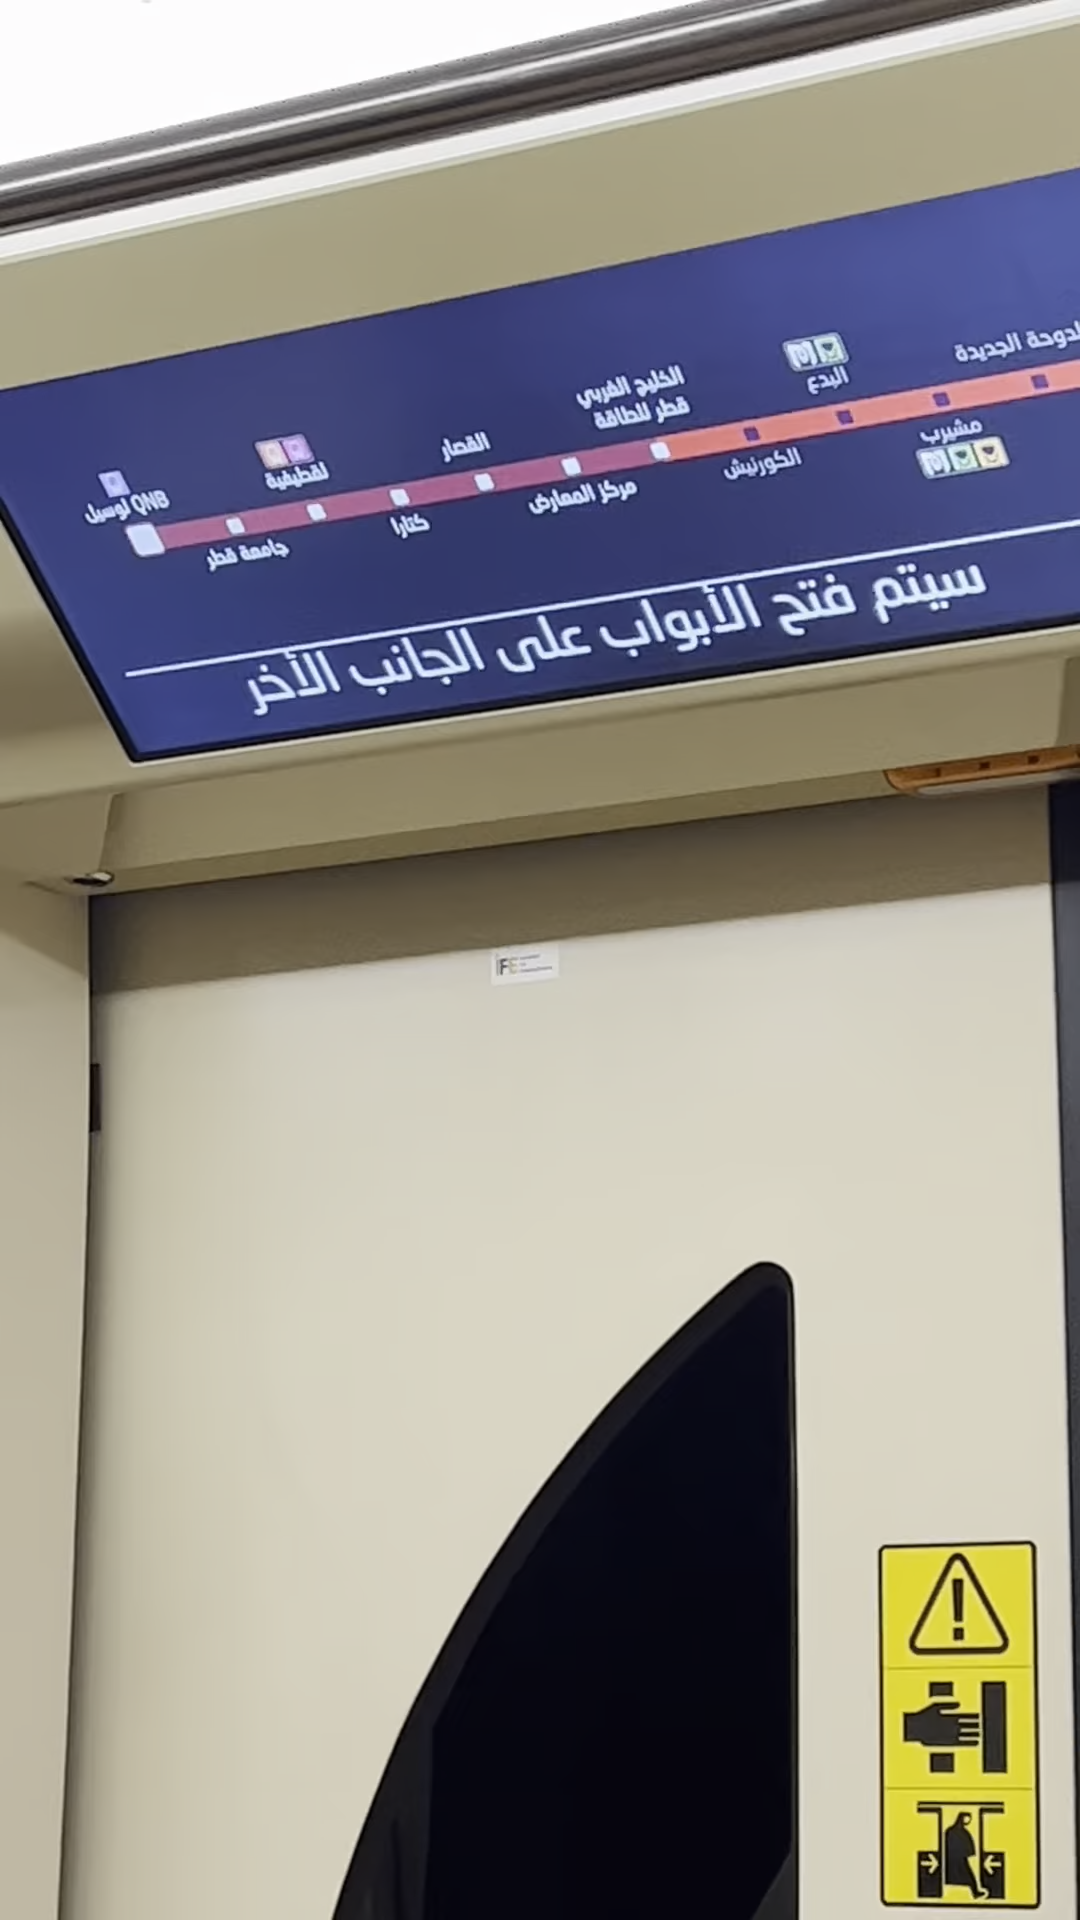 الخليج الغربي
قطر للطاقة
البدع
لدوحة الجديدة
QNB لوسيل
لقطيفية
القصار
جامعة قطر
كتارا
مركز المعارض
الكورنيش
مشيرب
سيتم فتح الأبواب على الجانب الأخر